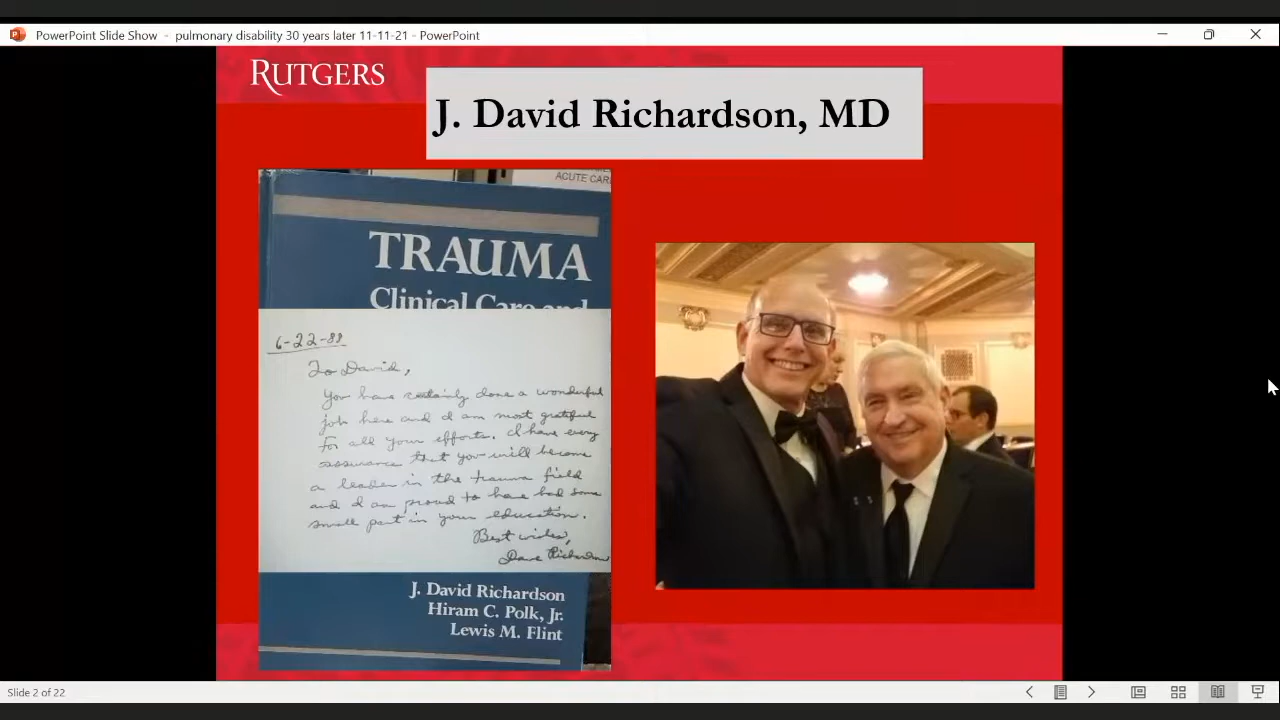 PowerPoint Slide Show - pulmonary disability 30 years later 11-11-21 - PowerPoint
RUTGERS
J. David Richardson, MD
ACUTE CAR
TRAUMA
Clinical Care and
6-22-88
To David,
You have certainly done a wonderful
job here and I am most grateful
for all your efforts. I have every
assurance that you will become
a leader in the trauma field
and I am proud to have had some
small part in your education.
Best wishes,
Dave Richardson
J. David Richardson
Hiram C. Polk, Jr.
Lewis M. Flint
Slide 2 of 22